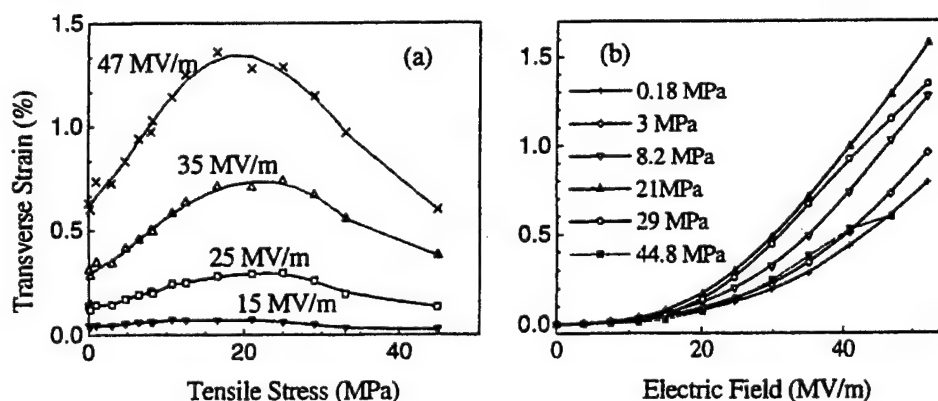 Transverse Strain (%)
1.5
1.0
0.5
0.0
(a)
47 MV/m
35 MV/m
25 MV/m
15 MV/m
0
20
40
Tensile Stress (MPa)
(b)
0.18 MPa
3 MPa
8.2 MPa
21MPa
29 MPa
44.8 MPa
1.5
1.0
0.5
0.0
0
20
40
Electric Field (MV/m)